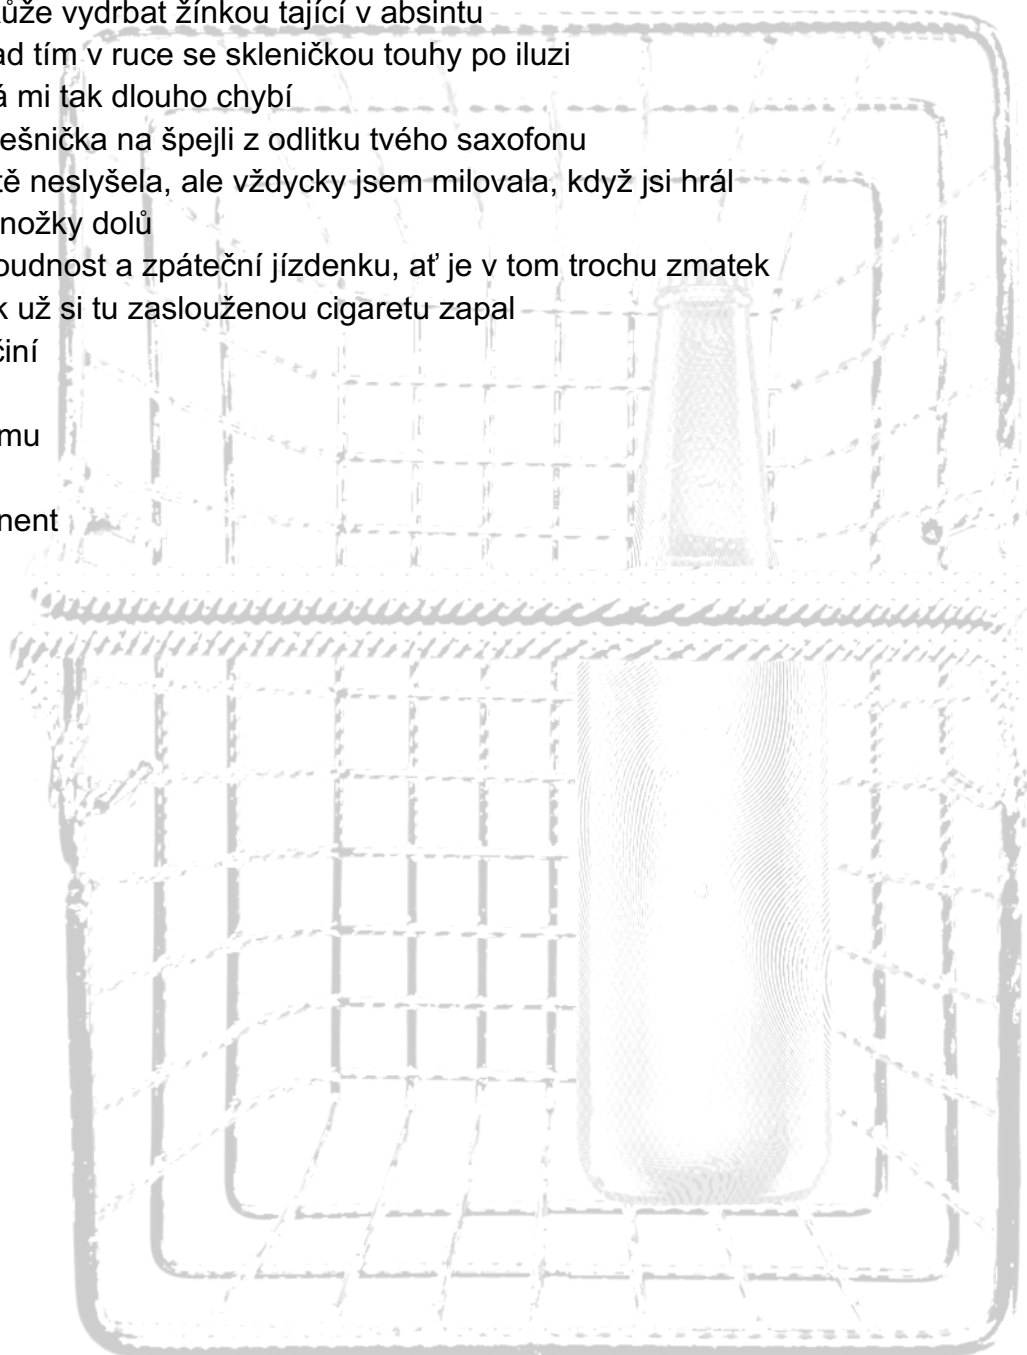 ůže vydrbat žínkou tající v absintu
ad tím v ruce se skleničkou touhy po iluzi
á mi tak dlouho chybí
ešnička na špejli z odlitku tvého saxofonu
tě neslyšela, ale vždycky jsem milovala, když jsi hrál
nožky dolů
oudnost a zpáteční jízdenku, ať je v tom trochu zmatek
k už si tu zaslouženou cigaretu zapal
činí
mu
nent